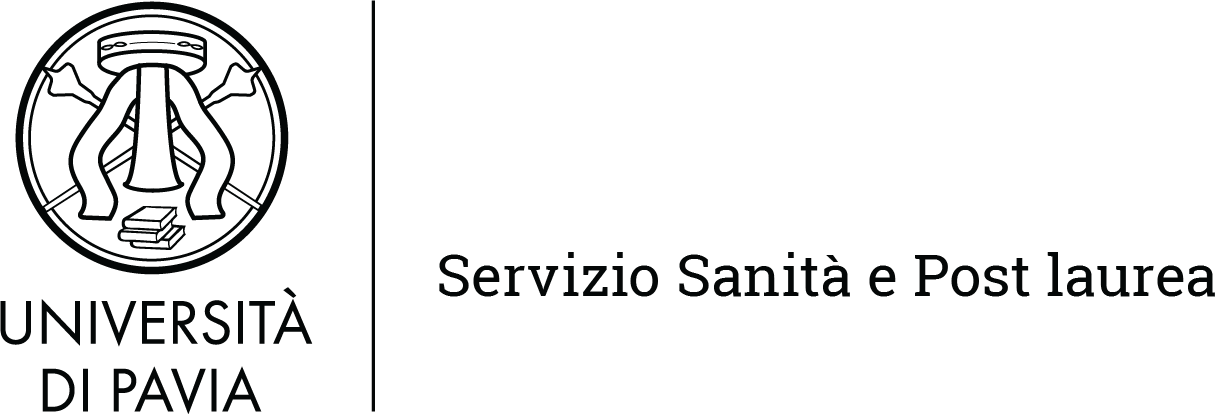 UNIVERSITÀ
DI PAVIA
Servizio Sanità e Post laurea